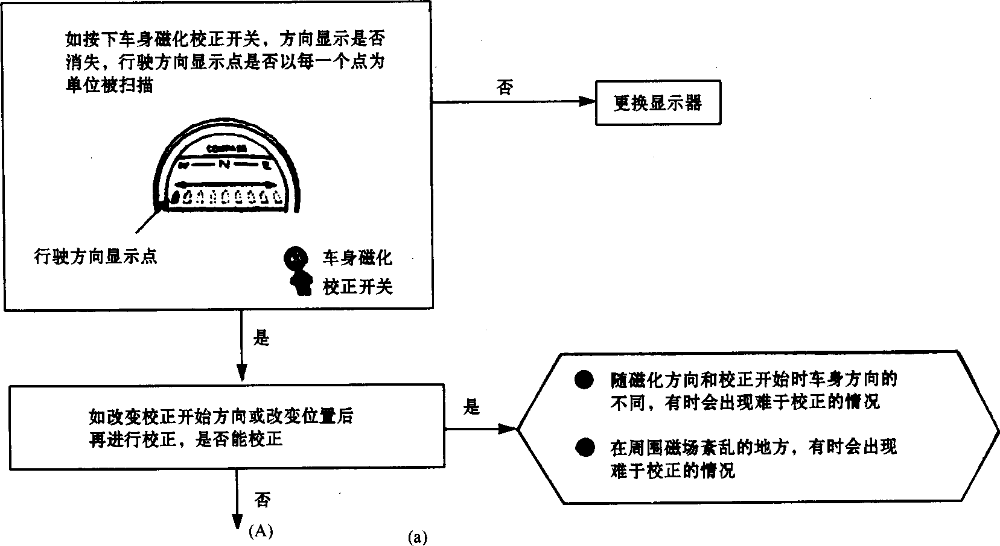 如按下车身磁化校正开关，方向显示是否
消失，行驶方向显示点是否以每一个点为
单位被扫描
否
更换显示器
COMPASS
N
行驶方向显示点
车身磁化
校正开关
是
如改变校正开始方向或改变位置后
再进行校正，是否能校正
是
● 随磁化方向和校正开始时车身方向的
不同，有时会出现难于校正的情况
● 在周围磁场紊乱的地方，有时会出现
难于校正的情况
否
(A)
(a)